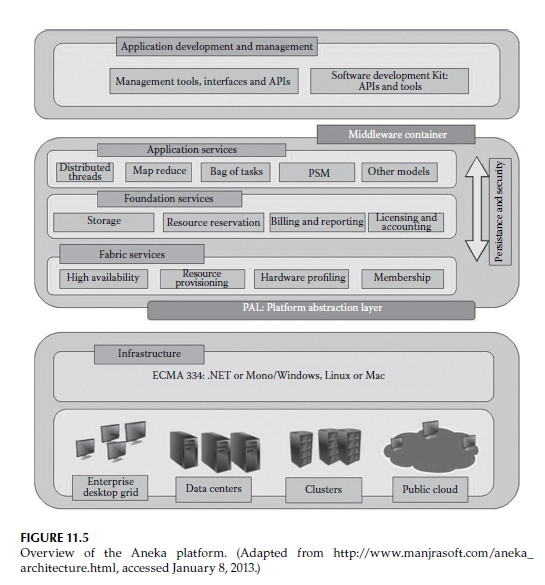 Application development and management
Management tools, interfaces and APIs
Software development Kit:
APIs and tools
Middleware container
Application services
Distributed
threads
Map reduce
Bag of tasks
PSM
Other models
Foundation services
Storage
Resource reservation
Billing and reporting
Licensing and
accounting
Fabric services
High availability
Resource
provisioning
Hardware profiling
Membership
Persistance and security
PAL: Platform abstraction layer
Infrastructure
ECMA 334: .NET or Mono/Windows, Linux or Mac
Enterprise
desktop grid
Data centers
Clusters
Public cloud
FIGURE 11.5
Overview of the Aneka platform. (Adapted from http://www.manjrasoft.com/aneka_
architecture.html, accessed January 8, 2013.)